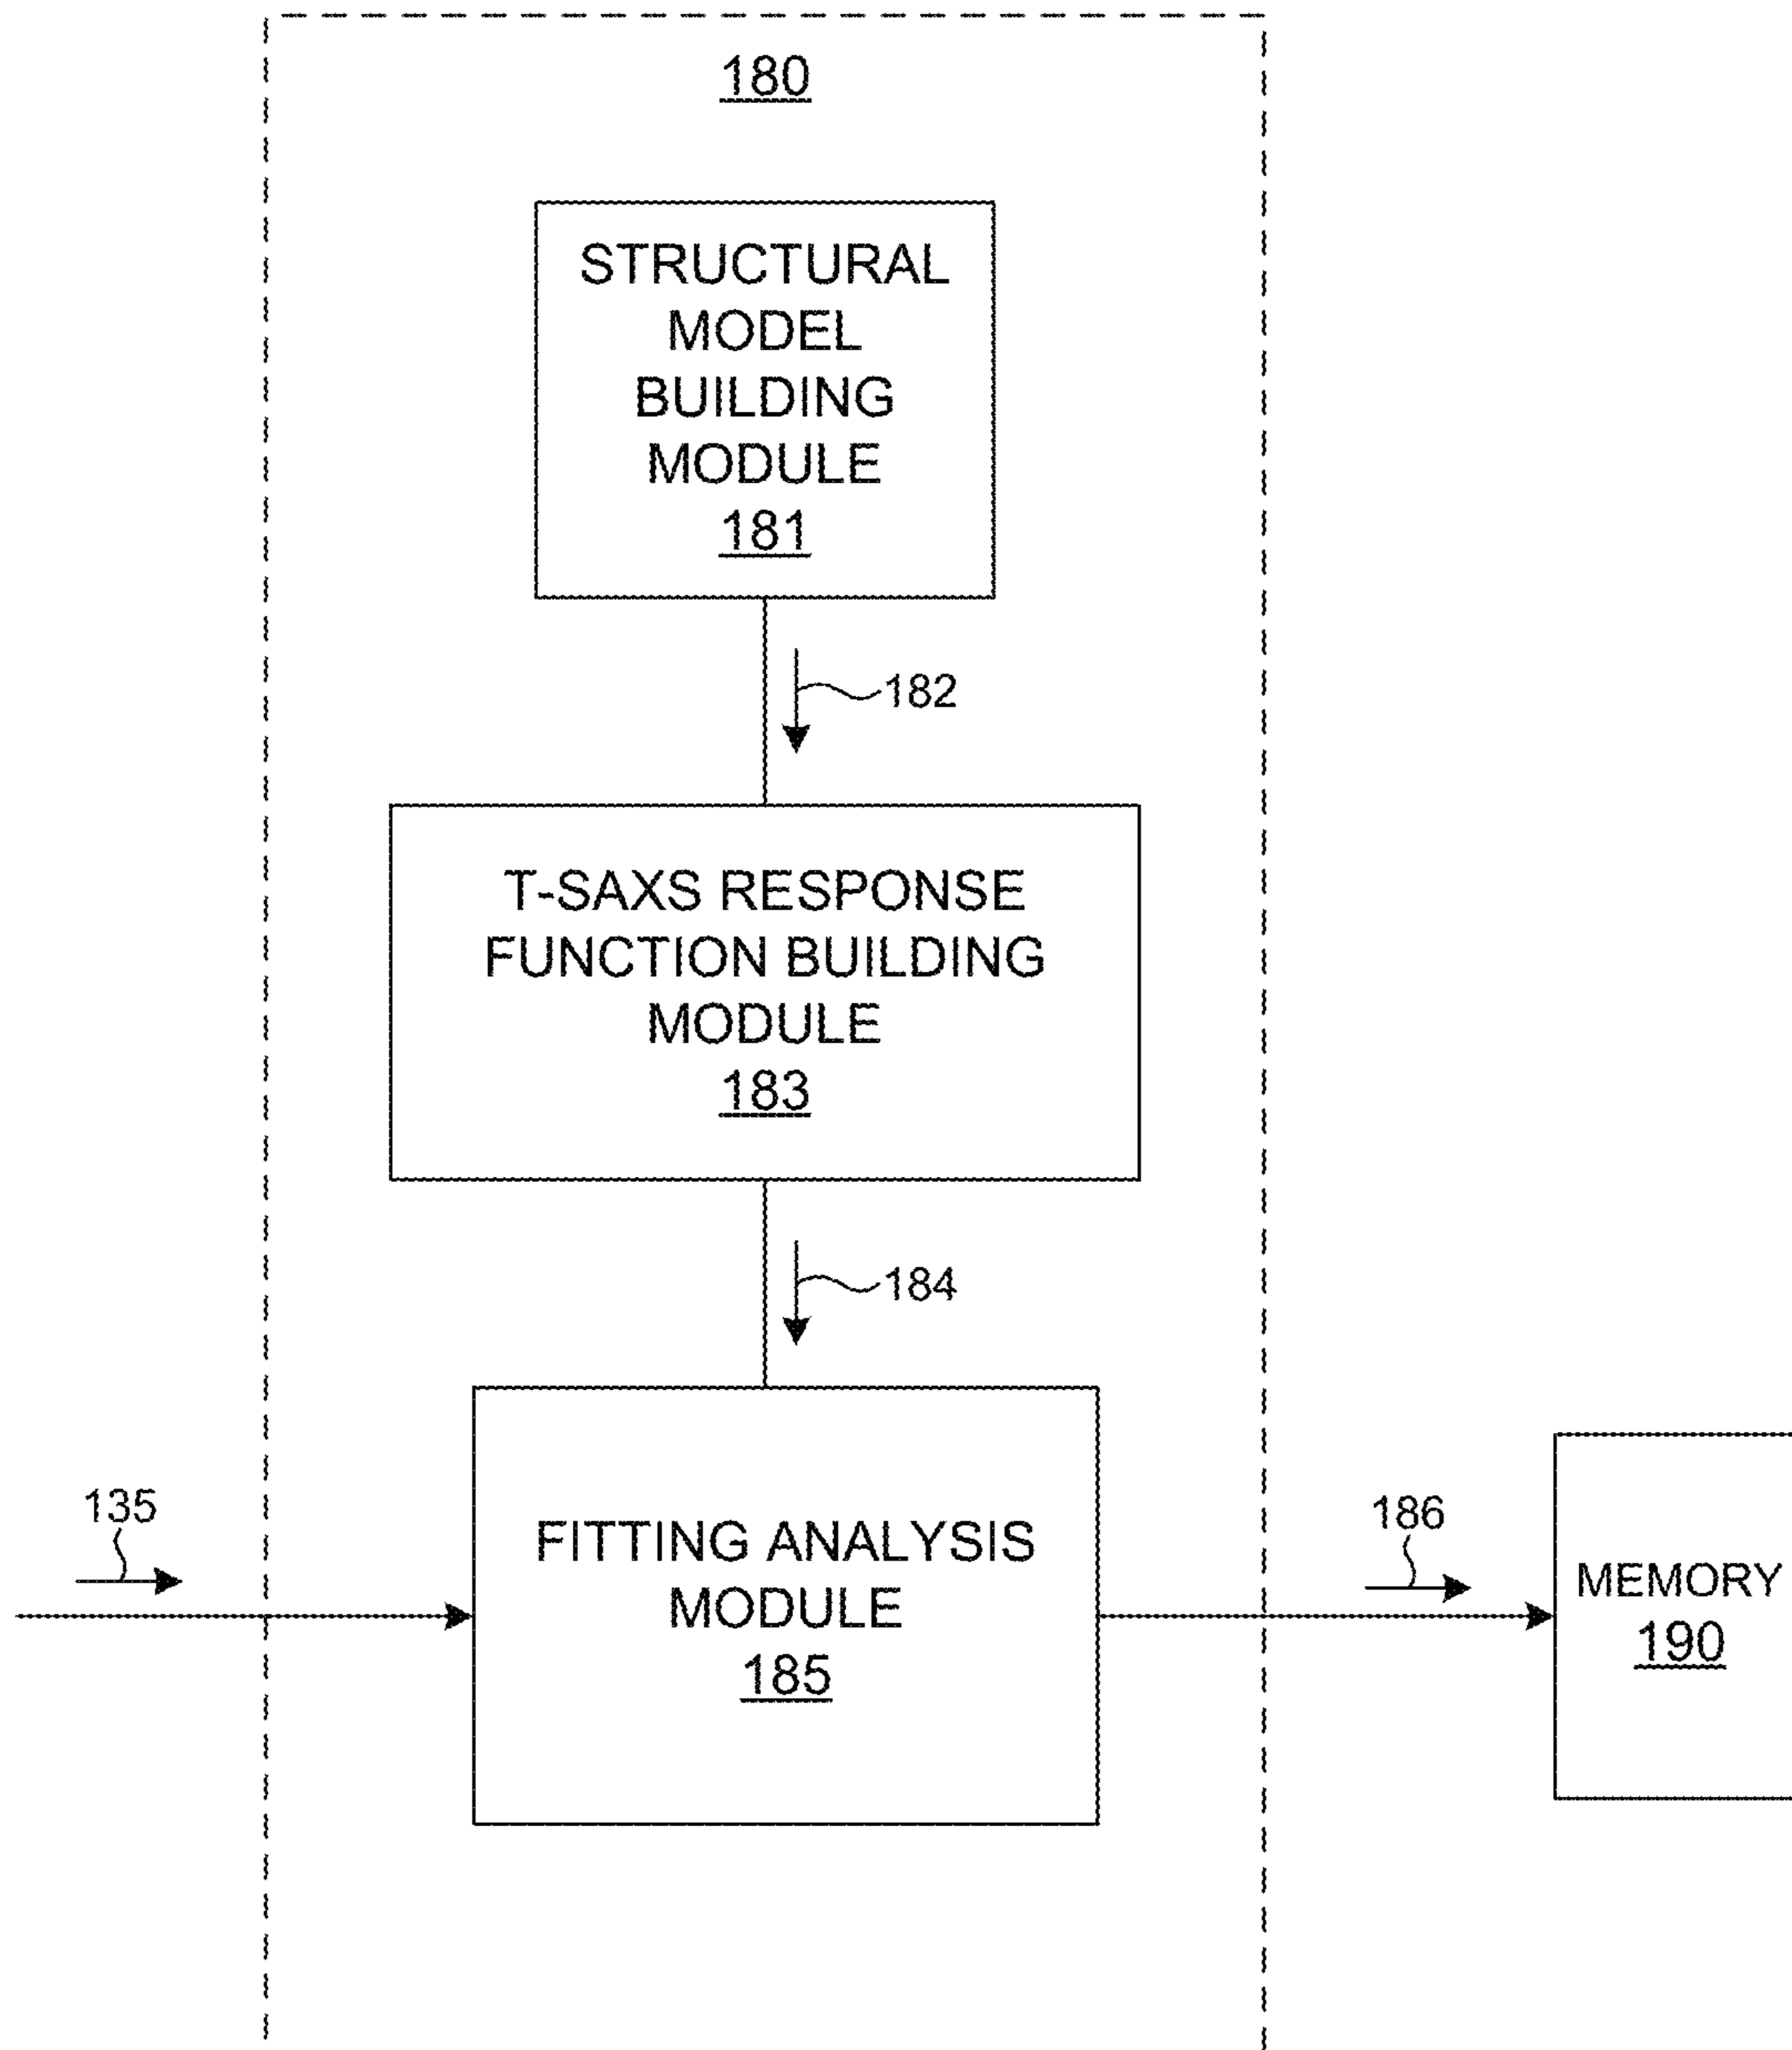 180
STRUCTURAL
MODEL
BUILDING
MODULE
181
182
T-SAXS RESPONSE
FUNCTION BUILDING
MODULE
183
184
135
FITTING ANALYSIS
MODULE
185
186
MEMORY
190